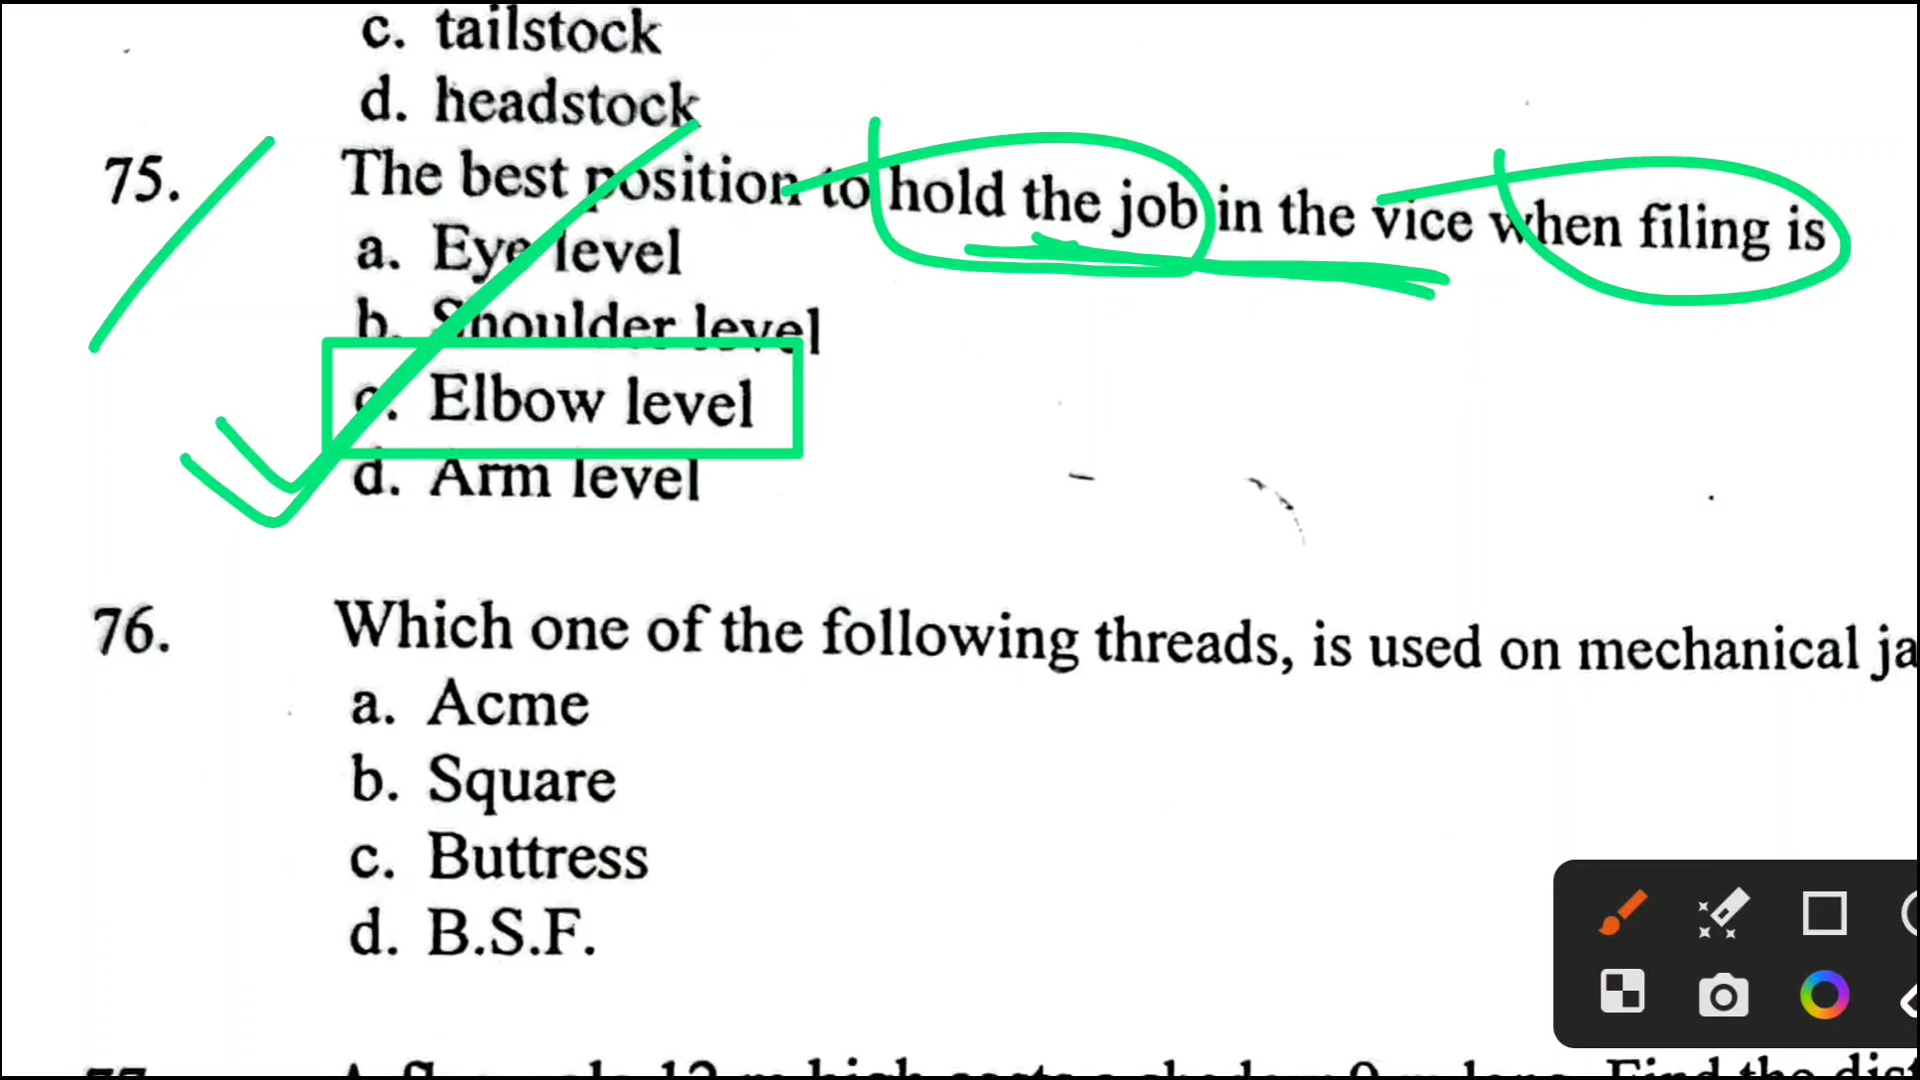 c. tailstock
d. headstock
75. The best position to hold the job in the vice when filing is
a. Eye level
b. Shoulder level
c. Elbow level
d. Arm level
76. Which one of the following threads, is used on mechanical ja
a. Acme
b. Square
c. Buttress
d. B.S.F.